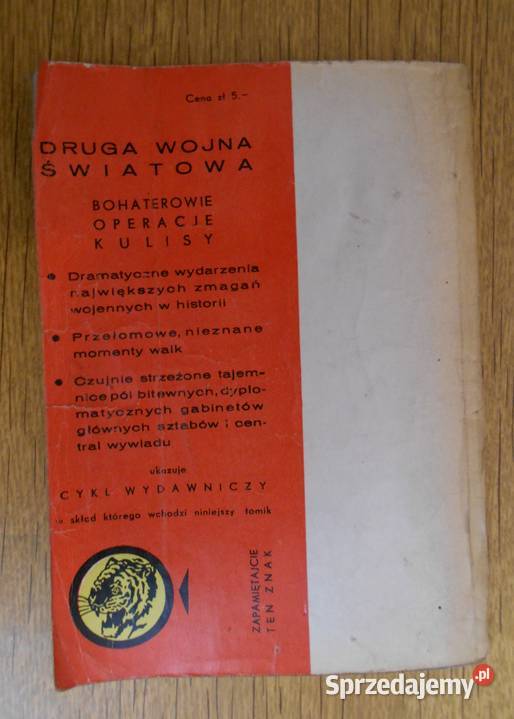 Cena zł 5.–
DRUGA WOJNA
ŚWIATOWA
BOHATEROWIE
OPERACJE
KULISY
● Dramatyczne wydarzenia
największych zmagań
wojennych w historii
● Przełomowe, nieznane
momenty walk
● Czujnie strzeżone tajem-
nice pól bitewnych, dyplo-
matycznych gabinetów
głównych sztabów i cen-
tral wywiadu
ukazuje
CYKL WYDAWNICZY
w skład którego wchodzi niniejszy tomik
ZAPAMIĘTAJCIE
TEN ZNAK
Sprzedajemy.pl